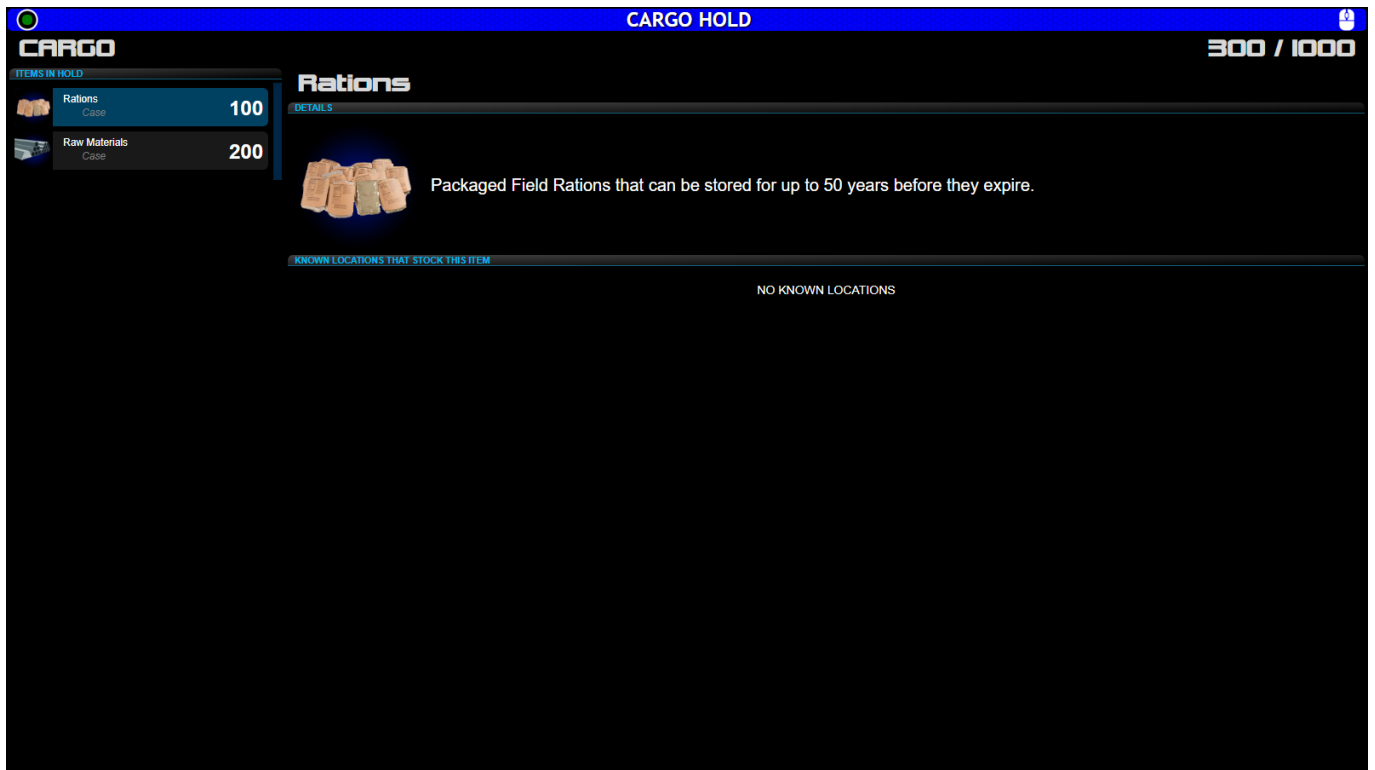 CARGO HOLD
CARGO
300 / 1000
ITEMS IN HOLD
Rations
Case
100
Raw Materials
Case
200
Rations
DETAILS
Packaged Field Rations that can be stored for up to 50 years before they expire.
KNOWN LOCATIONS THAT STOCK THIS ITEM
NO KNOWN LOCATIONS